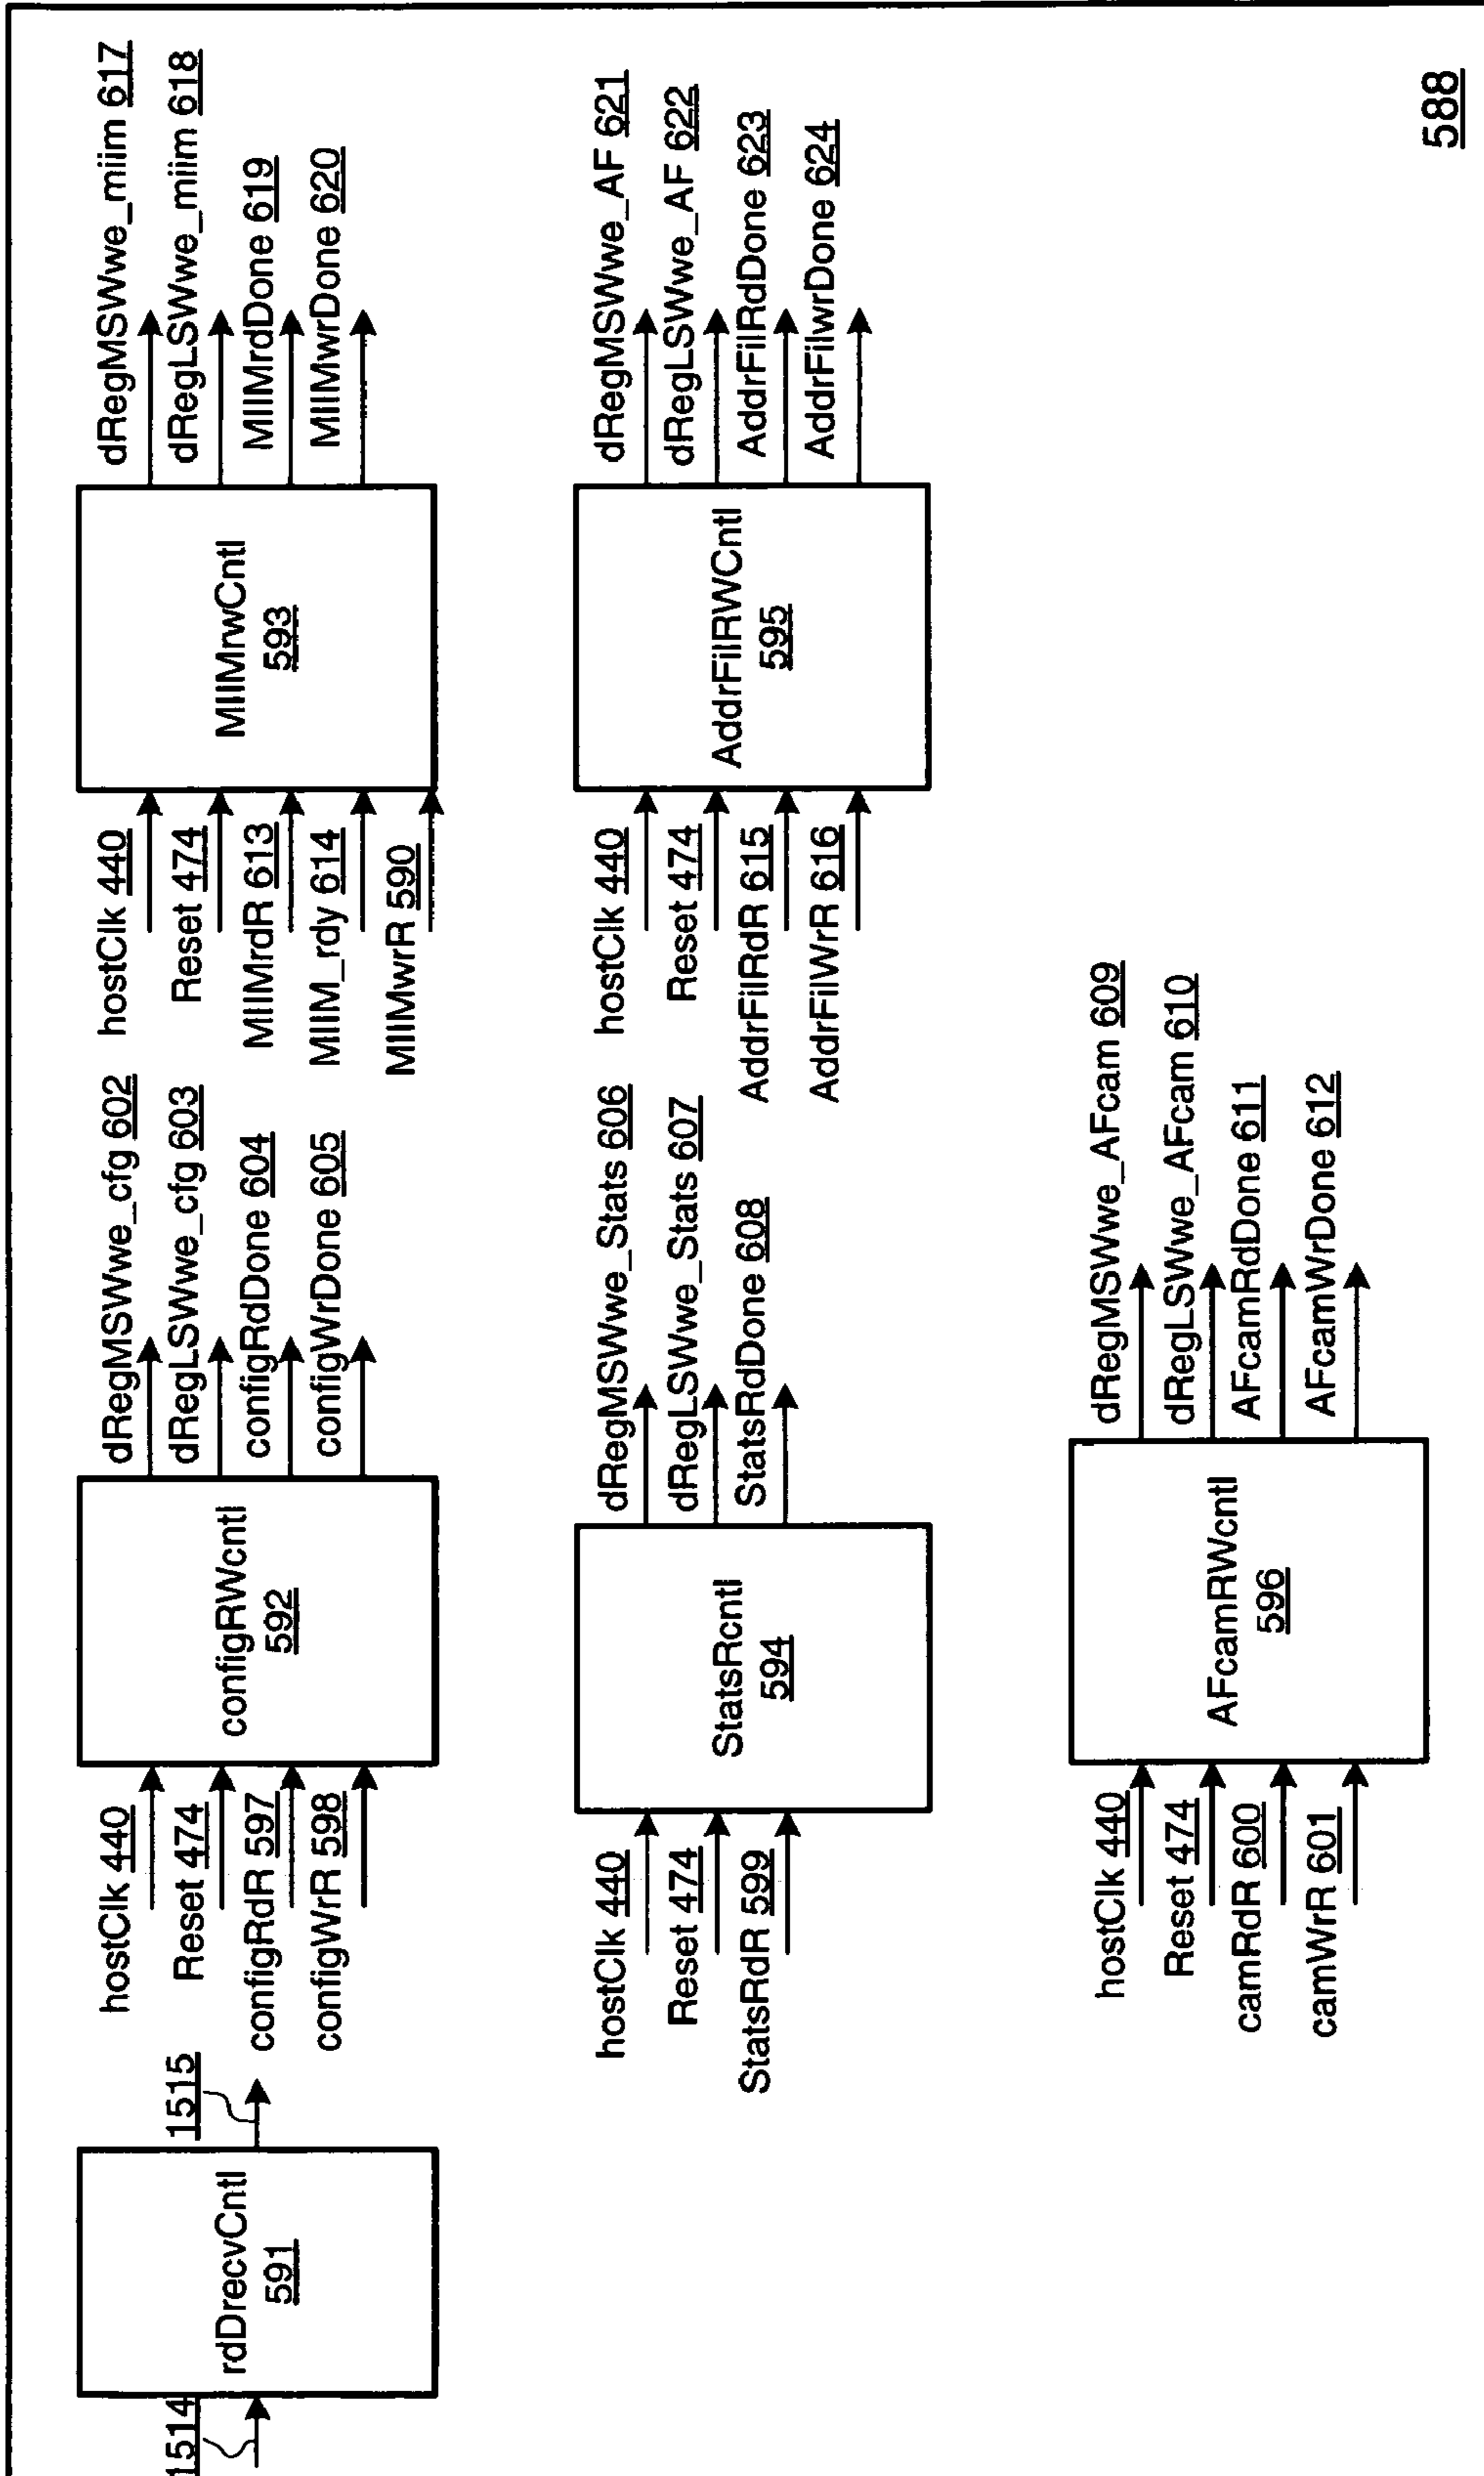 1514
rdDrecvCntl
591
1515
hostClk 440
Reset 474
configRdR 597
configWrR 598
configRWcntl
592
dRegMSWwe_cfg 602
dRegLSWwe_cfg 603
configRdDone 604
configWrDone 605
hostClk 440
Reset 474
MIIMrdR 613
MIIM_rdy 614
MIIMwrR 590
MIIMrwCntl
593
dRegMSWwe_miim 617
dRegLSWwe_miim 618
MIIMrdDone 619
MIIMwrDone 620
hostClk 440
Reset 474
StatsRdR 599
StatsRcntl
594
dRegMSWwe_Stats 606
dRegLSWwe_Stats 607
StatsRdDone 608
hostClk 440
Reset 474
AddrFilRdR 615
AddrFilWrR 616
AddrFilRWCntl
595
dRegMSWwe_AF 621
dRegLSWwe_AF 622
AddrFilRdDone 623
AddrFilwrDone 624
hostClk 440
Reset 474
camRdR 600
camWrR 601
AFcamRWcntl
596
dRegMSWwe_AFcam 609
dRegLSWwe_AFcam 610
AFcamRdDone 611
AFcamWrDone 612
588